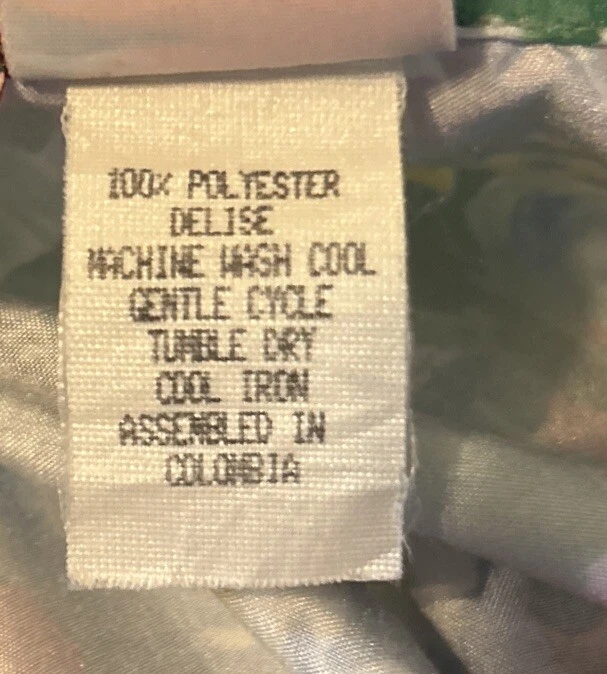 100% POLYESTER
DELISE
MACHINE WASH COOL
GENTLE CYCLE
TUMBLE DRY
COOL IRON
ASSEMBLED IN
COLOMBIA